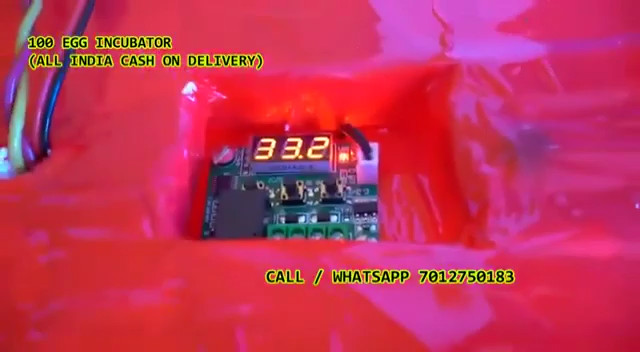 100 EGG INCUBATOR
(ALL INDIA CASH ON DELIVERY)
33.2
CALL / WHATSAPP 7012750183